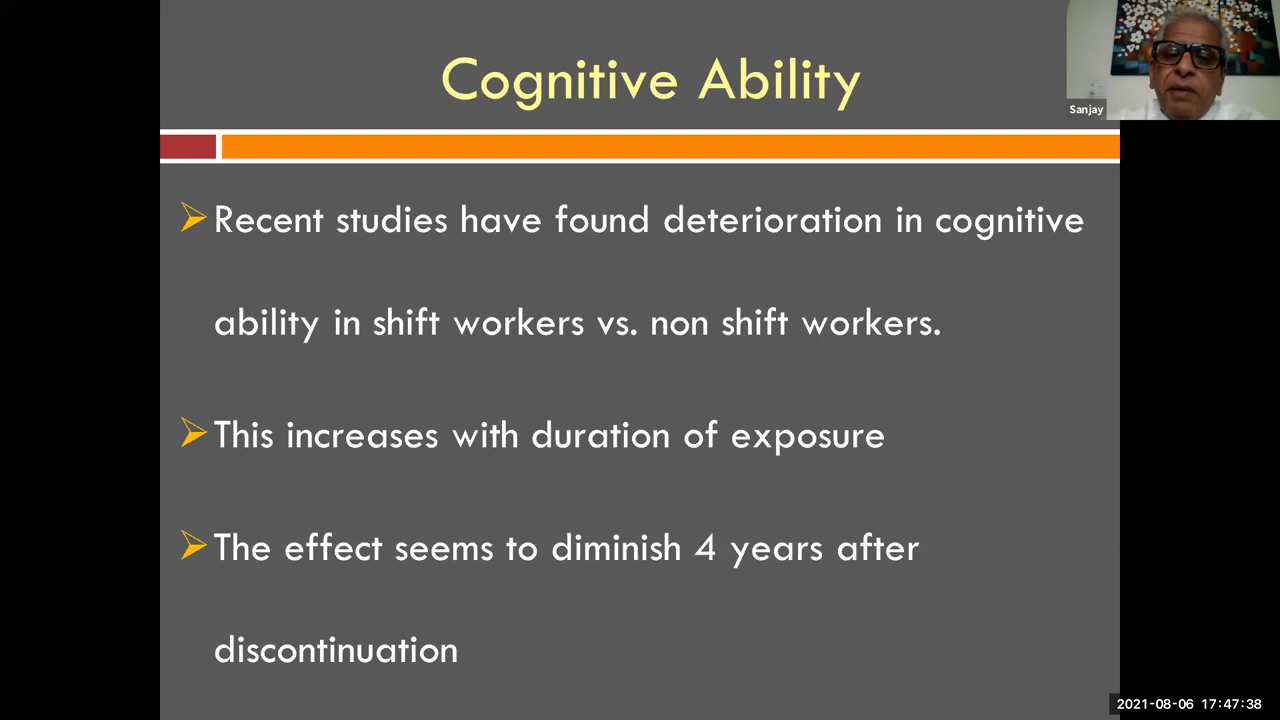 Cognitive Ability
Sanjay
Recent studies have found deterioration in cognitive
ability in shift workers vs. non shift workers.
This increases with duration of exposure
The effect seems to diminish 4 years after
discontinuation
2021-08-06 17:47:38